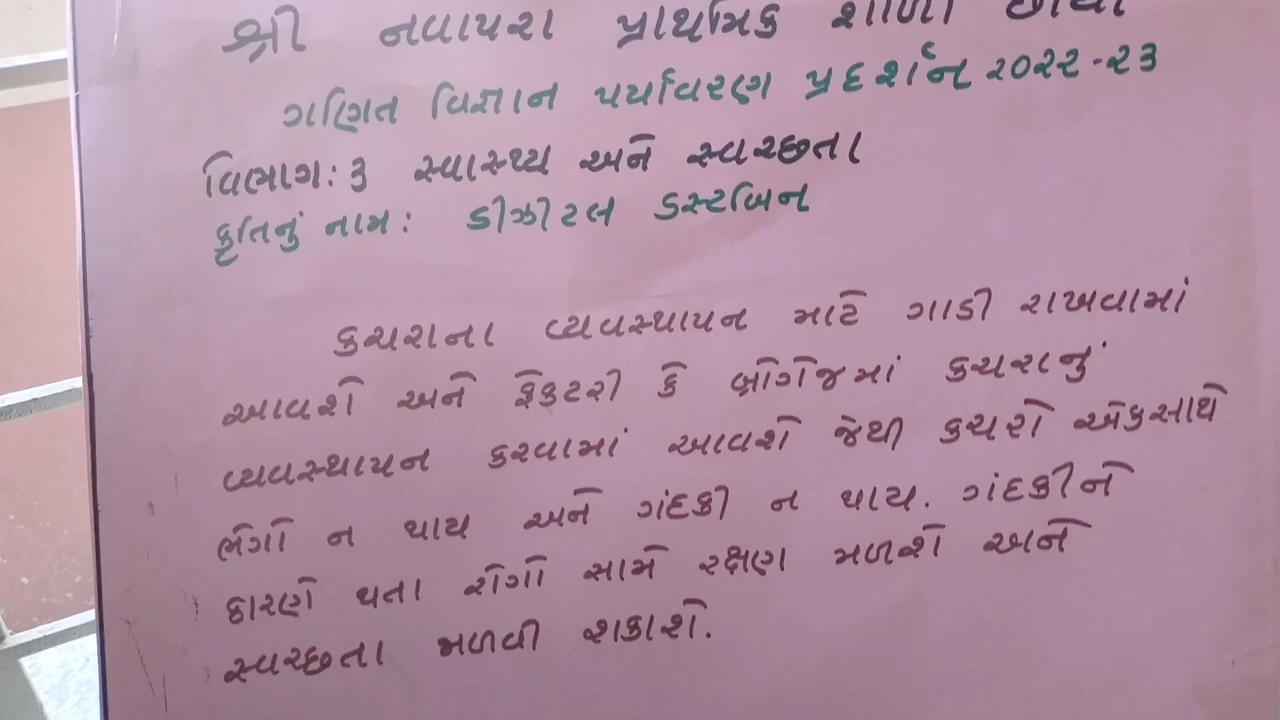 શ્રી નવાપરા પ્રાથમિક શાળા
ગણિત વિજ્ઞાન પર્યાવરણ પ્રદર્શન ૨૦૨૨-૨૩
વિભાગ: ૩ સ્વાસ્થ્ય અને સ્વચ્છતા
કૃતિનું નામ: ડીઝીટલ ડસ્ટબિન
કચરાના વ્યવસ્થાપન માટે ગાડી રાખવામાં
આવશે અને ફેકટરી કે ગેજમાં કચરાનું
વ્યવસ્થાપન કરવામાં આવશે જેથી કચરો એકસાથે
ભેગો ન થાય અને ગંદકી ન થાય. ગંદકીને
કારણે થતા રોગો સામે રક્ષણ મળશે અને
સ્વચ્છતા મળવી શકાશે.